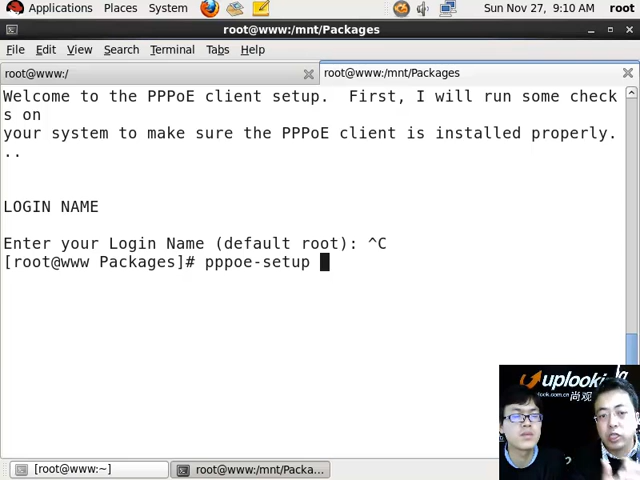 Applications Places System Sun Nov 27, 9:10 AM root
root@www:/mnt/Packages
File Edit View Search Terminal Tabs Help
root@www:/
root@www:/mnt/Packages
Welcome to the PPPoE client setup.  First, I will run some check
s on
your system to make sure the PPPoE client is installed properly.
..
LOGIN NAME
Enter your Login Name (default root): ^C
[root@www Packages]# pppoe-setup
uplooking
尚观
[root@www:~]
root@www:/mnt/Packa...